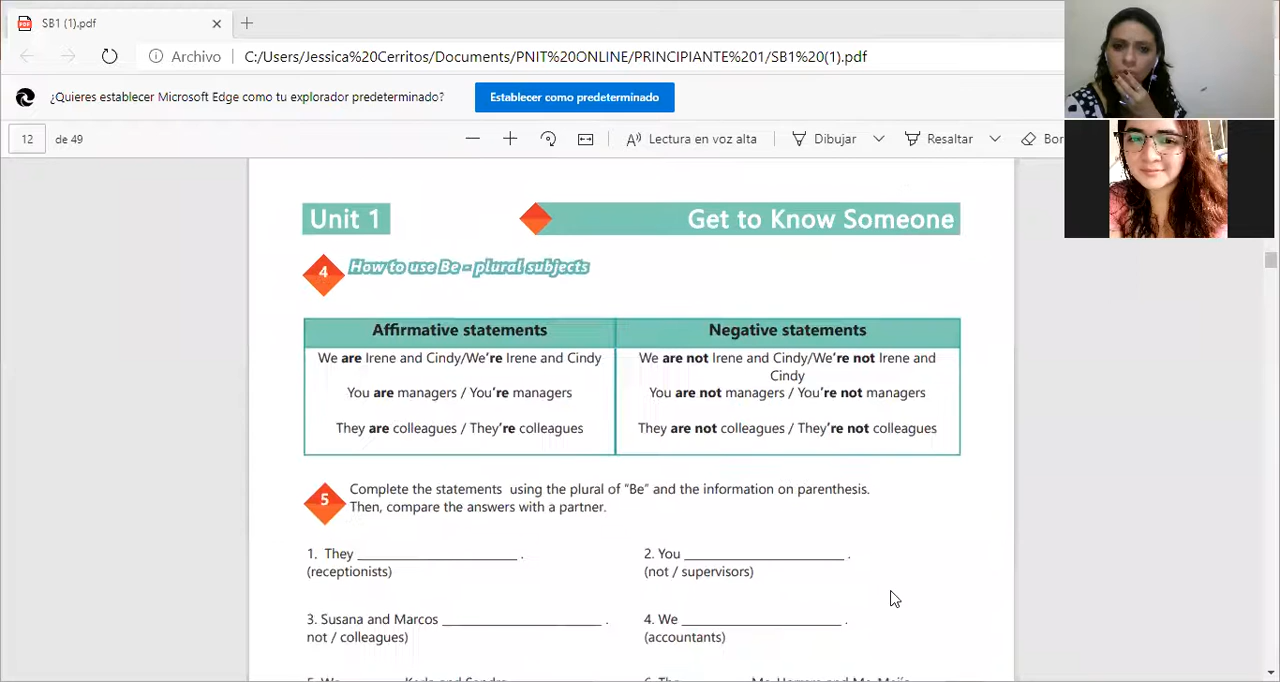 SB1 (1).pdf
Archivo C:/Users/Jessica%20Cerritos/Documents/PNIT%20ONLINE/PRINCIPIANTE%201/SB1%20(1).pdf
¿Quieres establecer Microsoft Edge como tu explorador predeterminado? Establecer como predeterminado
12 de 49 Lectura en voz alta Dibujar Resaltar Bor
Unit 1 Get to Know Someone
4 How to use Be - plural subjects
Affirmative statements Negative statements
We are Irene and Cindy/We're Irene and Cindy We are not Irene and Cindy/We're not Irene and
Cindy
You are managers / You're managers You are not managers / You're not managers
They are colleagues / They're colleagues They are not colleagues / They're not colleagues
5 Complete the statements using the plural of "Be" and the information on parenthesis.
Then, compare the answers with a partner.
1. They ____________________ . 2. You ____________________ .
(receptionists) (not / supervisors)
3. Susana and Marcos ____________________ . 4. We ____________________ .
not / colleagues) (accountants)